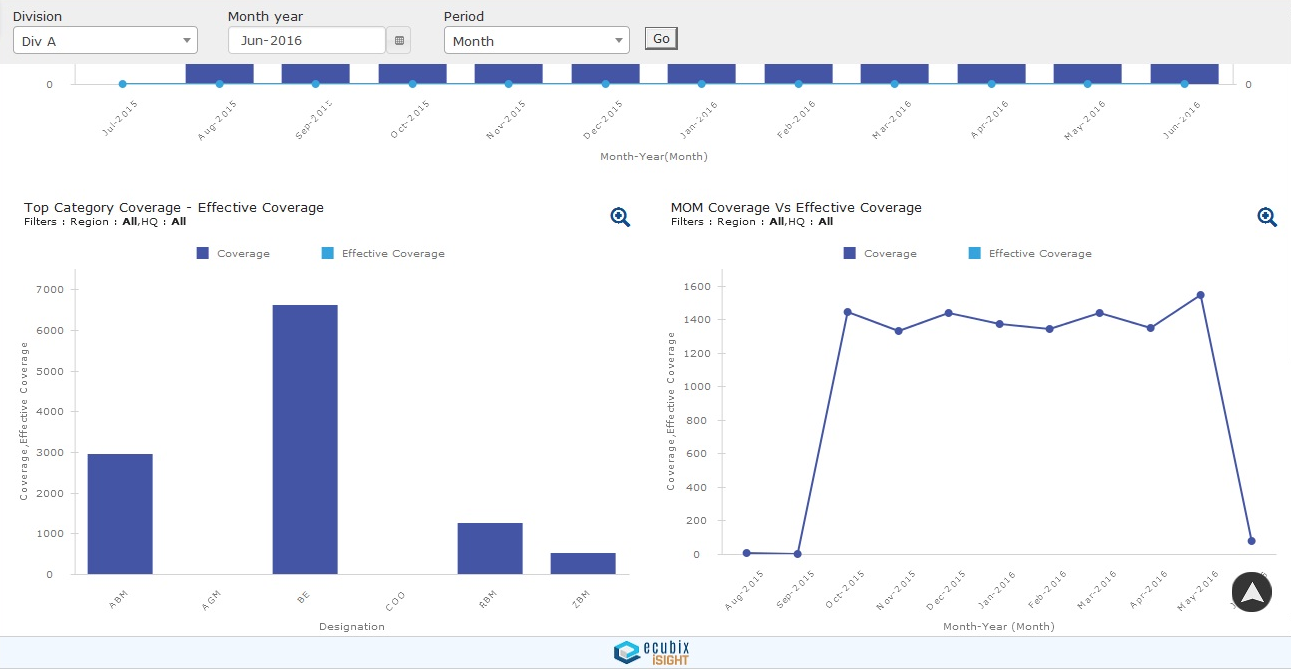 Division
Month year
Period
Div A
Jun-2016
Month
Go
0
0
Jul-2015
Aug-2015
Sep-2015
Oct-2015
Nov-2015
Dec-2015
Jan-2016
Feb-2016
Mar-2016
Apr-2016
May-2016
Jun-2016
Month-Year(Month)
Top Category Coverage - Effective Coverage
Filters : Region : All,HQ : All
Coverage
Effective Coverage
Coverage,Effective Coverage
7000
6000
5000
4000
3000
2000
1000
0
ABM
AGM
BE
COO
RBM
ZBM
Designation
MOM Coverage Vs Effective Coverage
Filters : Region : All,HQ : All
Coverage
Effective Coverage
Coverage,Effective Coverage
1600
1400
1200
1000
800
600
400
200
0
Aug-2015
Sep-2015
Oct-2015
Nov-2015
Dec-2015
Jan-2016
Feb-2016
Mar-2016
Apr-2016
May-2016
Month-Year (Month)
ecubix
iSIGHT